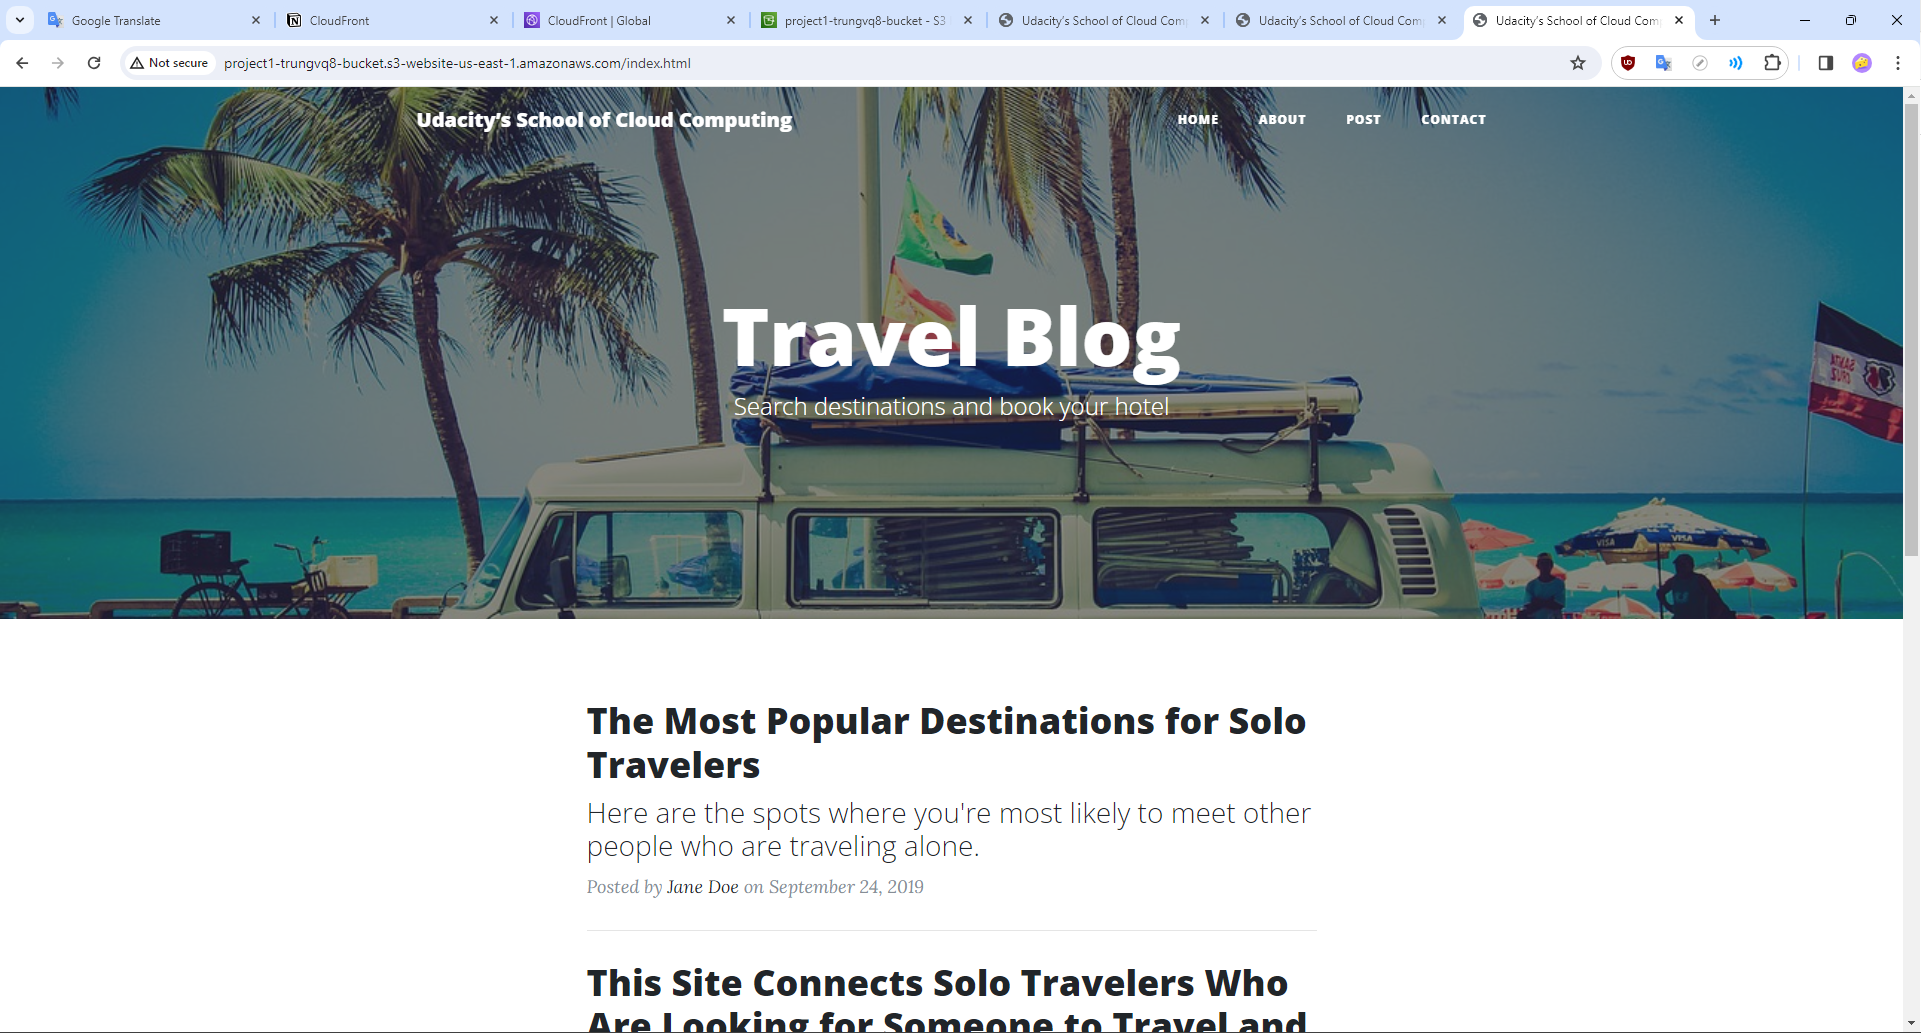 Google Translate
CloudFront
CloudFront | Global
project1-trungvq8-bucket - S3
Udacity's School of Cloud Com
Udacity's School of Cloud Com
Udacity's School of Cloud Com
Not secure
project1-trungvq8-bucket.s3-website-us-east-1.amazonaws.com/index.html
Udacity's School of Cloud Computing
HOME
ABOUT
POST
CONTACT
Travel Blog
Search destinations and book your hotel
SANTA
CRUZ
VISA
VISA
The Most Popular Destinations for Solo
Travelers
Here are the spots where you're most likely to meet other
people who are traveling alone.
Posted by Jane Doe on September 24, 2019
This Site Connects Solo Travelers Who
Are Looking for Someone to Travel and